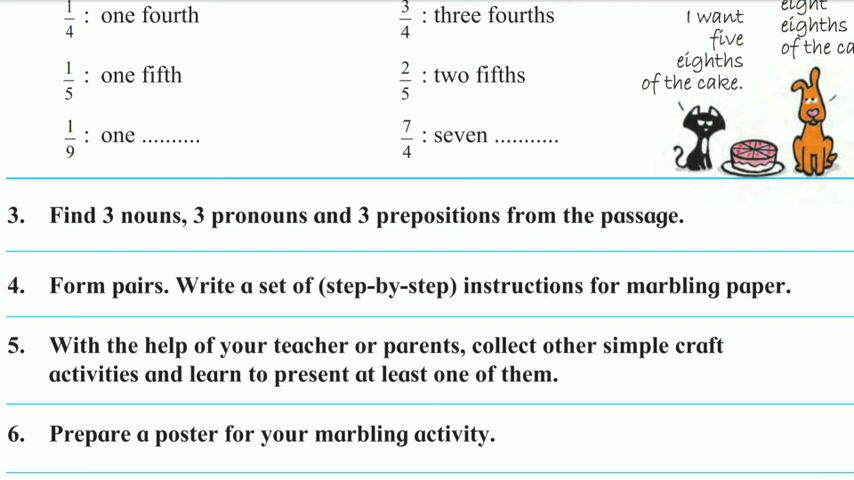 1/4 : one fourth
3/4 : three fourths
1/5 : one fifth
2/5 : two fifths
1/9 : one ..........
7/4 : seven ...........
I want
five
eighths
of the cake.
eight
eighths
of the ca
3. Find 3 nouns, 3 pronouns and 3 prepositions from the passage.
4. Form pairs. Write a set of (step-by-step) instructions for marbling paper.
5. With the help of your teacher or parents, collect other simple craft
activities and learn to present at least one of them.
6. Prepare a poster for your marbling activity.